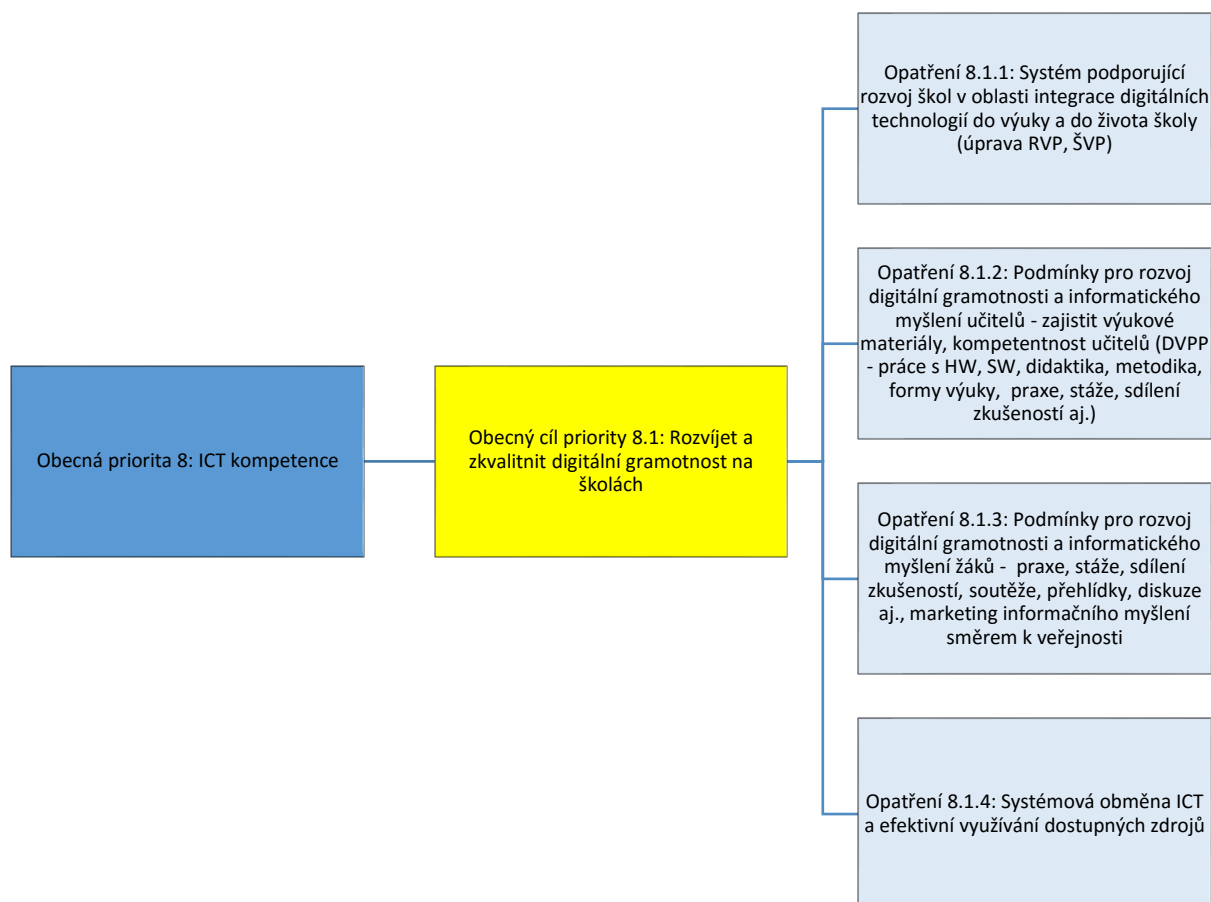 Obecná priorita 8: ICT kompetence
Obecný cíl priority 8.1: Rozvíjet a
zkvalitnit digitální gramotnost na
školách
Opatření 8.1.1: Systém podporující
rozvoj škol v oblasti integrace digitálních
technologií do výuky a do života školy
(úprava RVP, ŠVP)
Opatření 8.1.2: Podmínky pro rozvoj
digitální gramotnosti a informatického
myšlení učitelů - zajistit výukové
materiály, kompetentnost učitelů (DVPP
- práce s HW, SW, didaktika, metodika,
formy výuky, praxe, stáže, sdílení
zkušeností aj.)
Opatření 8.1.3: Podmínky pro rozvoj
digitální gramotnosti a informatického
myšlení žáků - praxe, stáže, sdílení
zkušeností, soutěže, přehlídky, diskuze
aj., marketing informačního myšlení
směrem k veřejnosti
Opatření 8.1.4: Systémová obměna ICT
a efektivní využívání dostupných zdrojů